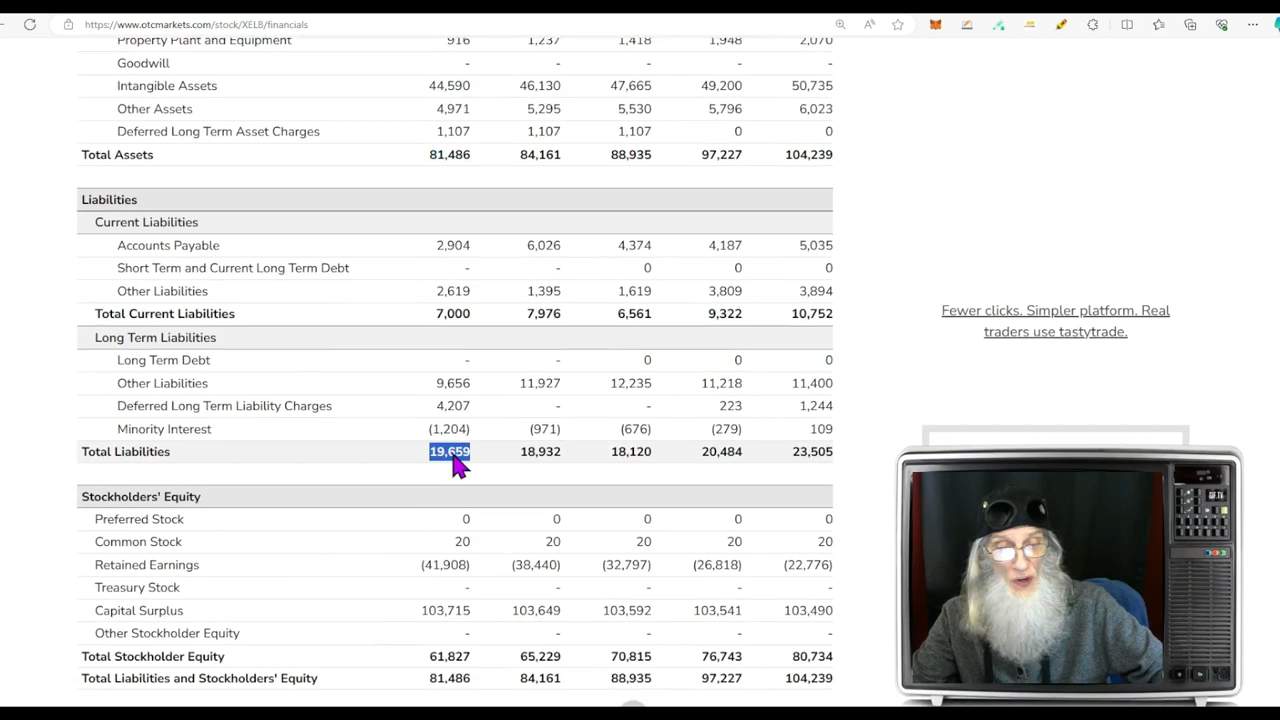 https://www.otcmarkets.com/stock/XELB/financials
Property Plant and Equipment 916 1,237 1,418 1,948 2,070
Goodwill - - - - -
Intangible Assets 44,590 46,130 47,665 49,200 50,735
Other Assets 4,971 5,295 5,530 5,796 6,023
Deferred Long Term Asset Charges 1,107 1,107 1,107 0 0
Total Assets 81,486 84,161 88,935 97,227 104,239
Liabilities
Current Liabilities
Accounts Payable 2,904 6,026 4,374 4,187 5,035
Short Term and Current Long Term Debt - - 0 0 0
Other Liabilities 2,619 1,395 1,619 3,809 3,894
Total Current Liabilities 7,000 7,976 6,561 9,322 10,752
Long Term Liabilities
Long Term Debt - - 0 0 0
Other Liabilities 9,656 11,927 12,235 11,218 11,400
Deferred Long Term Liability Charges 4,207 - - 223 1,244
Minority Interest (1,204) (971) (676) (279) 109
Total Liabilities 19,659 18,932 18,120 20,484 23,505
Stockholders' Equity
Preferred Stock 0 0 0 0 0
Common Stock 20 20 20 20 20
Retained Earnings (41,908) (38,440) (32,797) (26,818) (22,776)
Treasury Stock - - - - -
Capital Surplus 103,715 103,649 103,592 103,541 103,490
Other Stockholder Equity - - - - -
Total Stockholder Equity 61,827 65,229 70,815 76,743 80,734
Total Liabilities and Stockholders' Equity 81,486 84,161 88,935 97,227 104,239
Fewer clicks. Simpler platform. Real
traders use tastytrade.